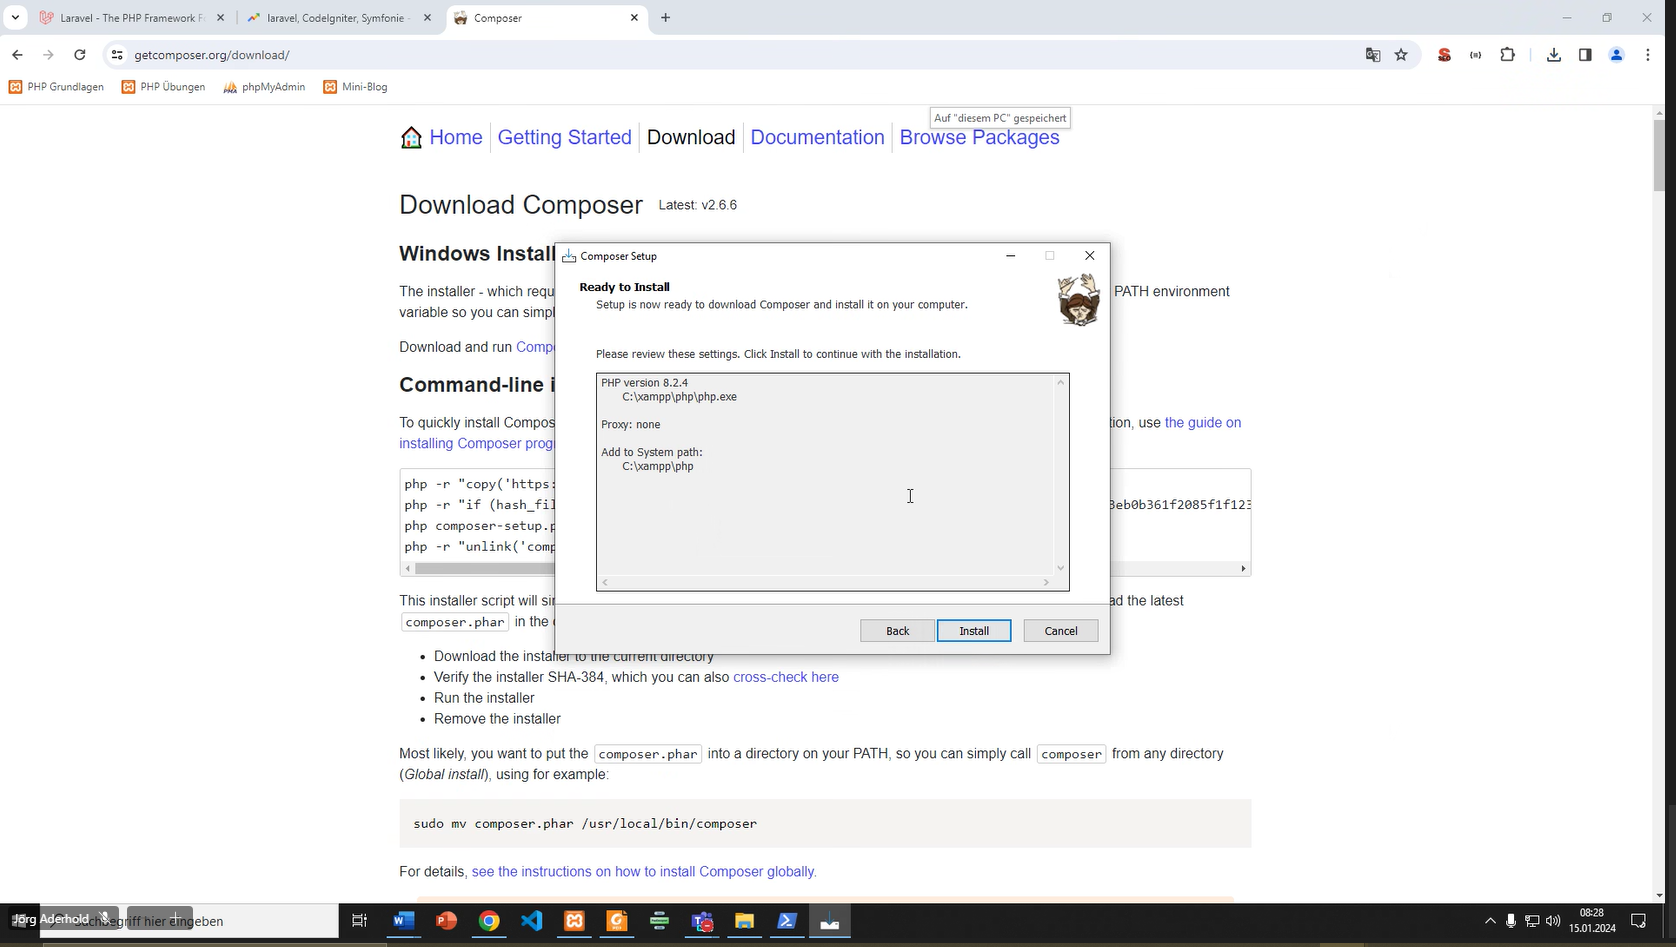 Laravel - The PHP Framework F
laravel, CodeIgniter, Symfonie -
Composer
getcomposer.org/download/
PHP Grundlagen
PHP Übungen
phpMyAdmin
Mini-Blog
Auf "diesem PC" gespeichert
Home
Getting Started
Download
Documentation
Browse Packages
Download Composer Latest: v2.6.6
Windows Install
The installer - which requ
PATH environment
variable so you can simpl
Download and run Compo
Command-line i
To quickly install Compos
tion, use the guide on
installing Composer prog
php -r "copy('https:
php -r "if (hash_fil
3eb0b361f2085f1f123
php composer-setup.p
php -r "unlink('comp
This installer script will si
ad the latest
composer.phar in the
Composer Setup
Ready to Install
Setup is now ready to download Composer and install it on your computer.
Please review these settings. Click Install to continue with the installation.
PHP version 8.2.4
C:\xampp\php\php.exe
Proxy: none
Add to System path:
C:\xampp\php
Back
Install
Cancel
Download the installer to the current directory
Verify the installer SHA-384, which you can also cross-check here
Run the installer
Remove the installer
Most likely, you want to put the composer.phar into a directory on your PATH, so you can simply call composer from any directory
(Global install), using for example:
sudo mv composer.phar /usr/local/bin/composer
For details, see the instructions on how to install Composer globally.
Jörg Aderhold
hbegriff hier eingeben
08:28
15.01.2024